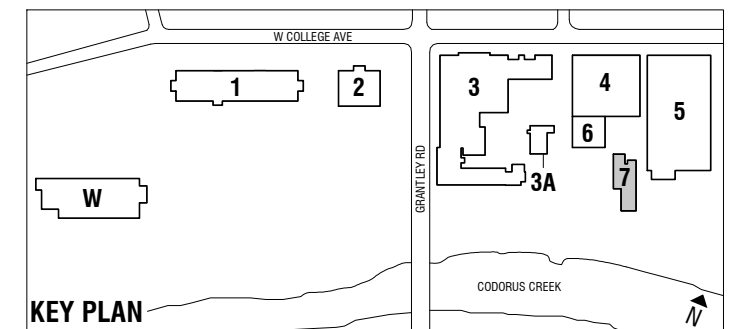 W COLLEGE AVE
1
2
3
4
5
6
7
3A
W
GRANTLEY RD
CODORUS CREEK
KEY PLAN
N